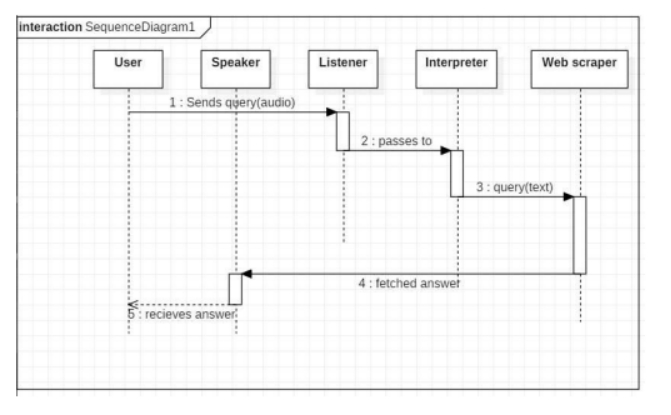 interaction SequenceDiagram1
User
Speaker
Listener
Interpreter
Web scraper
1 : Sends query(audio)
2 : passes to
3 : query(text)
4 : fetched answer
5 : recieves answer